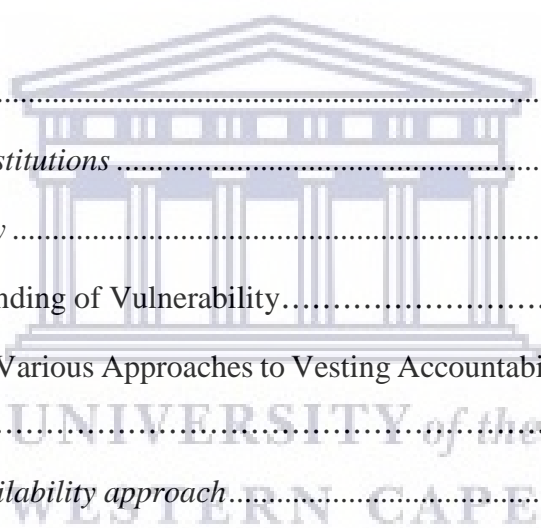 ....................................................
stitutions ........................................
y ....................................................
nding of Vulnerability..............................
Various Approaches to Vesting Accountabi
UNIVERSITY of the
....................................................
ilability approach..................................
WESTERN CAPE